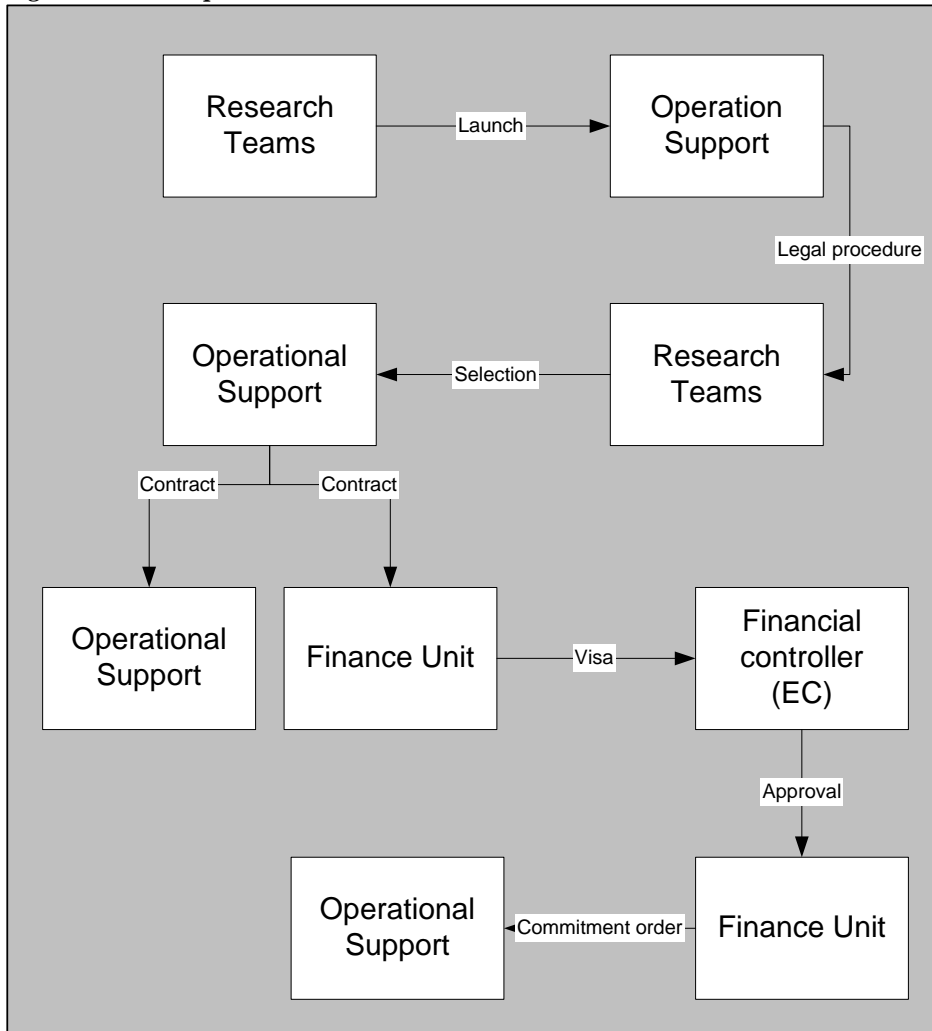 Research
Teams
Launch
Operation
Support
Legal procedure
Operational
Support
Selection
Research
Teams
Contract
Contract
Operational
Support
Finance Unit
Visa
Financial
controller
(EC)
Approval
Operational
Support
Commitment order
Finance Unit